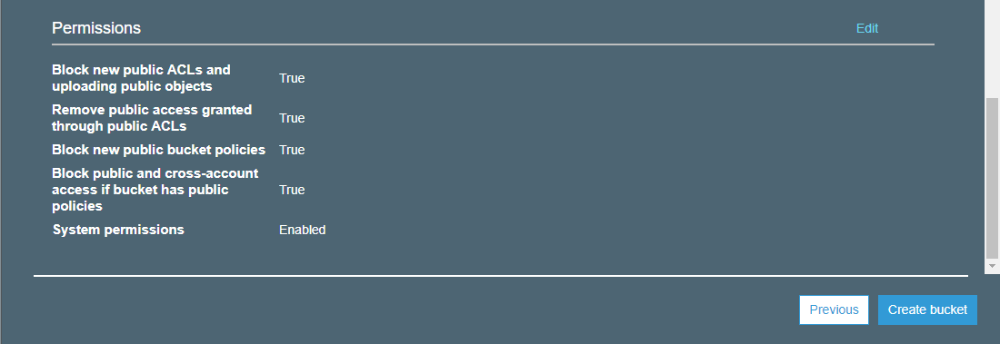 Permissions
Edit
Block new public ACLs and
uploading public objects
True
Remove public access granted
through public ACLs
True
Block new public bucket policies
True
Block public and cross-account
access if bucket has public
policies
True
System permissions
Enabled
Previous
Create bucket